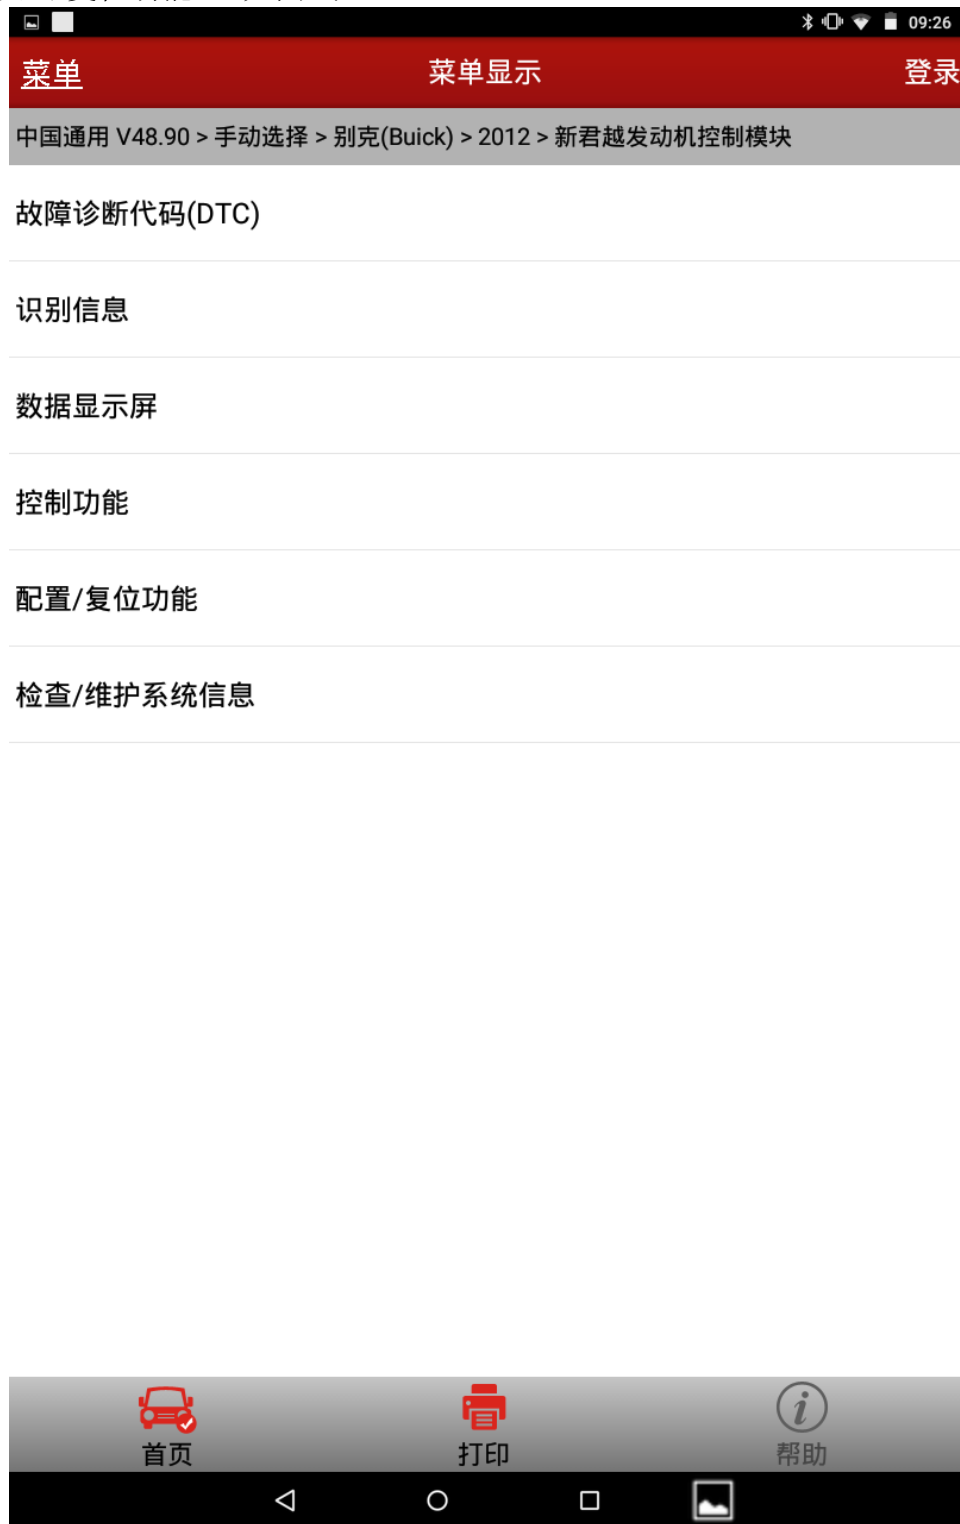 09:26
菜单 菜单显示 登录
中国通用 V48.90 > 手动选择 > 别克(Buick) > 2012 > 新君越发动机控制模块
故障诊断代码(DTC)
识别信息
数据显示屏
控制功能
配置/复位功能
检查/维护系统信息
首页 打印 帮助